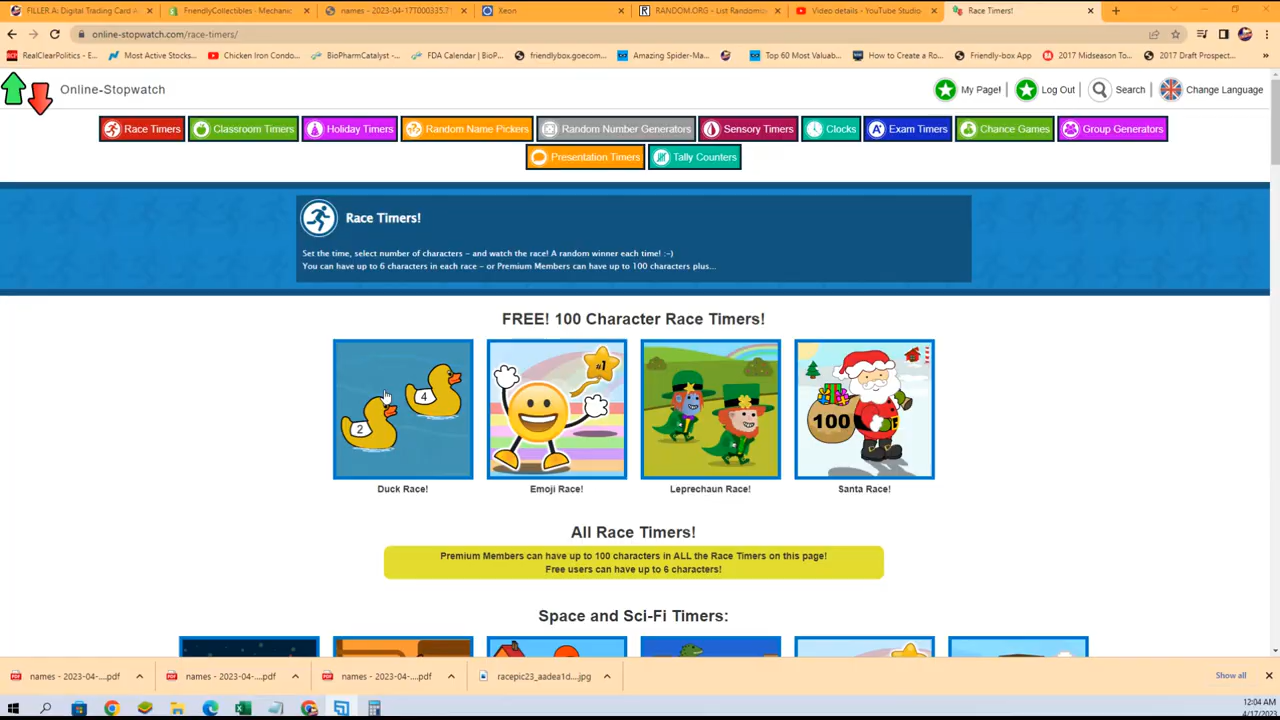 FILLER A: Digital Trading Card A
FriendlyCollectibles - Mechanic
names - 2023-04-17T000335.7
Xeon
RANDOM.ORG - List Randomiz
Video details - YouTube Studio
Race Timers!
online-stopwatch.com/race-timers/
RealClearPolitics - E...
Most Active Stocks...
Chicken Iron Condo...
BioPharmCatalyst -...
FDA Calendar | BioP...
friendlybox.goecom...
Amazing Spider-Ma...
Top 60 Most Valuab...
How to Create a Ro...
Friendly-box App
2017 Midseason To...
2017 Draft Prospect...
Online-Stopwatch
My Page!
Log Out
Search
Change Language
Race Timers
Classroom Timers
Holiday Timers
Random Name Pickers
Random Number Generators
Sensory Timers
Clocks
Exam Timers
Chance Games
Group Generators
Presentation Timers
Tally Counters
Race Timers!
Set the time, select number of characters - and watch the race! A random winner each time! :-)
You can have up to 6 characters in each race - or Premium Members can have up to 100 characters plus...
FREE! 100 Character Race Timers!
2
4
#1
100
Duck Race!
Emoji Race!
Leprechaun Race!
Santa Race!
All Race Timers!
Premium Members can have up to 100 characters in ALL the Race Timers on this page!
Free users can have up to 6 characters!
Space and Sci-Fi Timers:
names - 2023-04-....pdf
names - 2023-04-....pdf
names - 2023-04-....pdf
racepic23_aadea1d....jpg
Show all
12:04 AM
4/17/2023